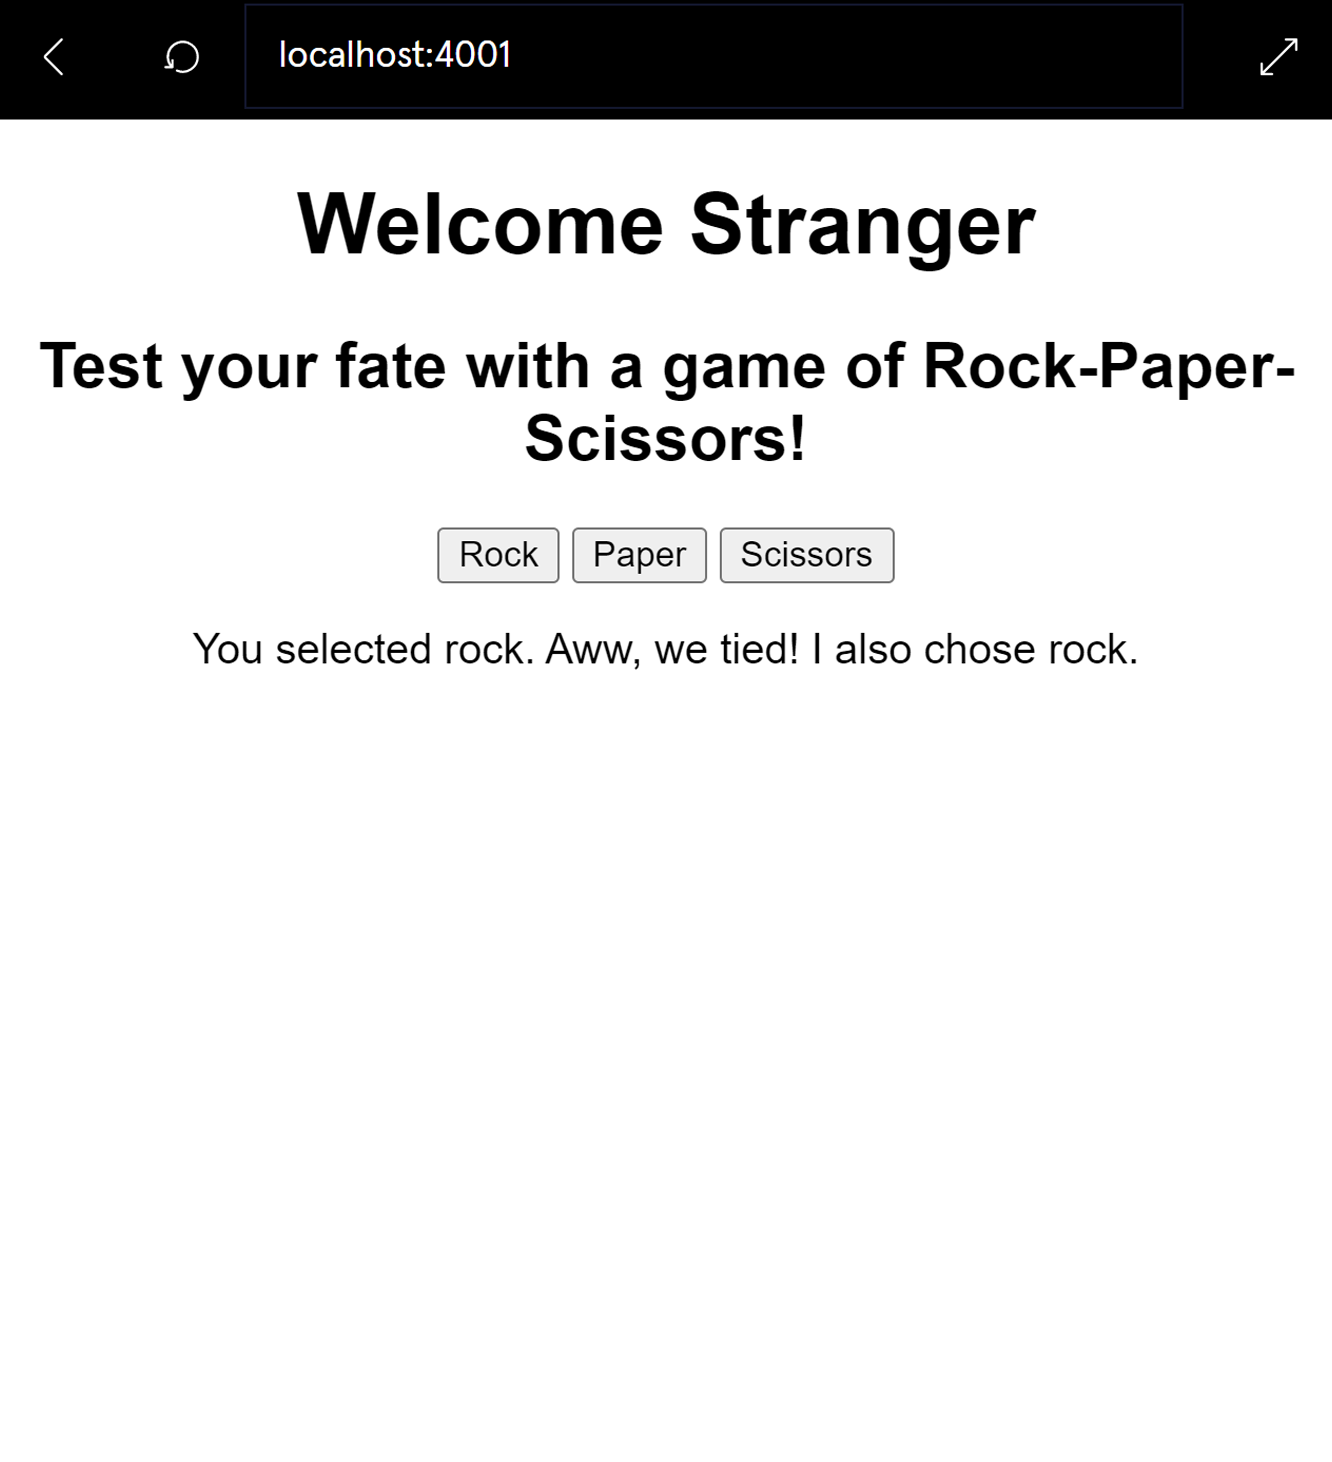 localhost:4001
Welcome Stranger
Test your fate with a game of Rock-Paper-
Scissors!
Rock Paper Scissors
You selected rock. Aww, we tied! I also chose rock.